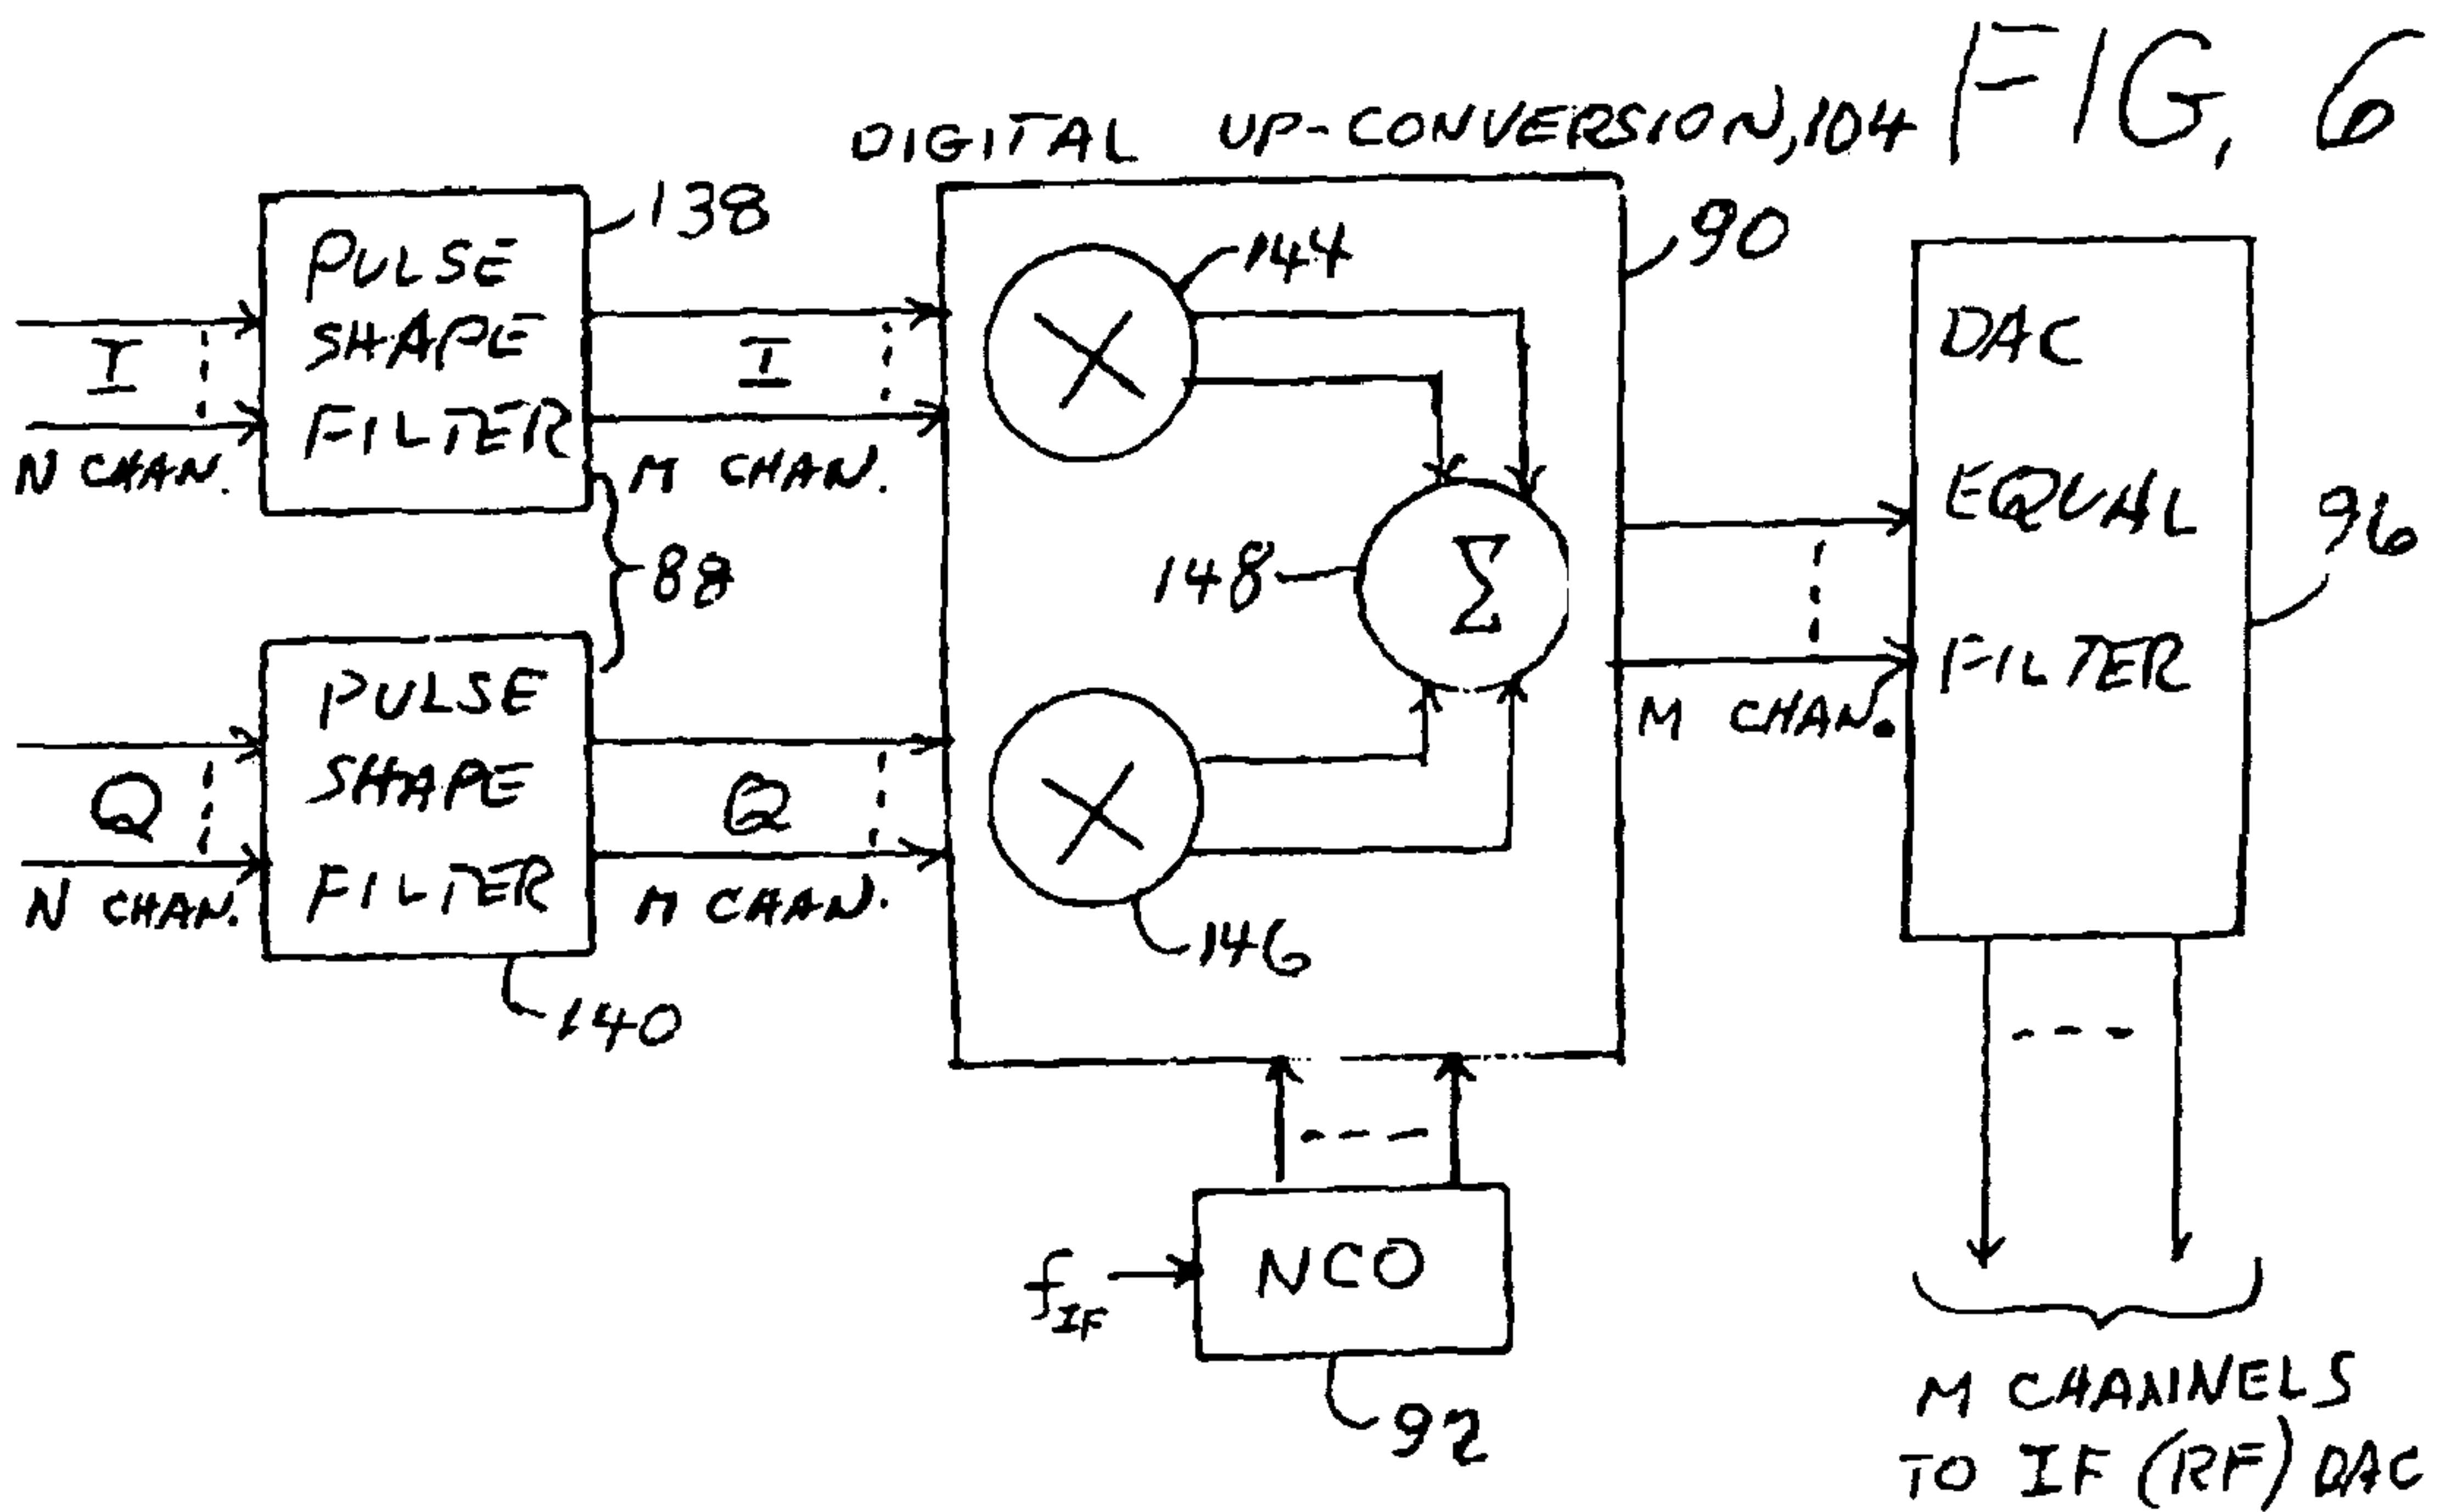 FIG. 6
DIGITAL UP-CONVERSION, 104
138
PULSE
SHAPE
FILTER
I
N CHAN.
I
M CHAN.
88
144
90
148
Σ
146
DAC
EQUAL
FILTER
96
M CHAN.
PULSE
SHAPE
FILTER
Q
N CHAN.
Q
M CHAN.
140
f IF
NCO
92
M CHANNELS
TO IF (RF) DAC